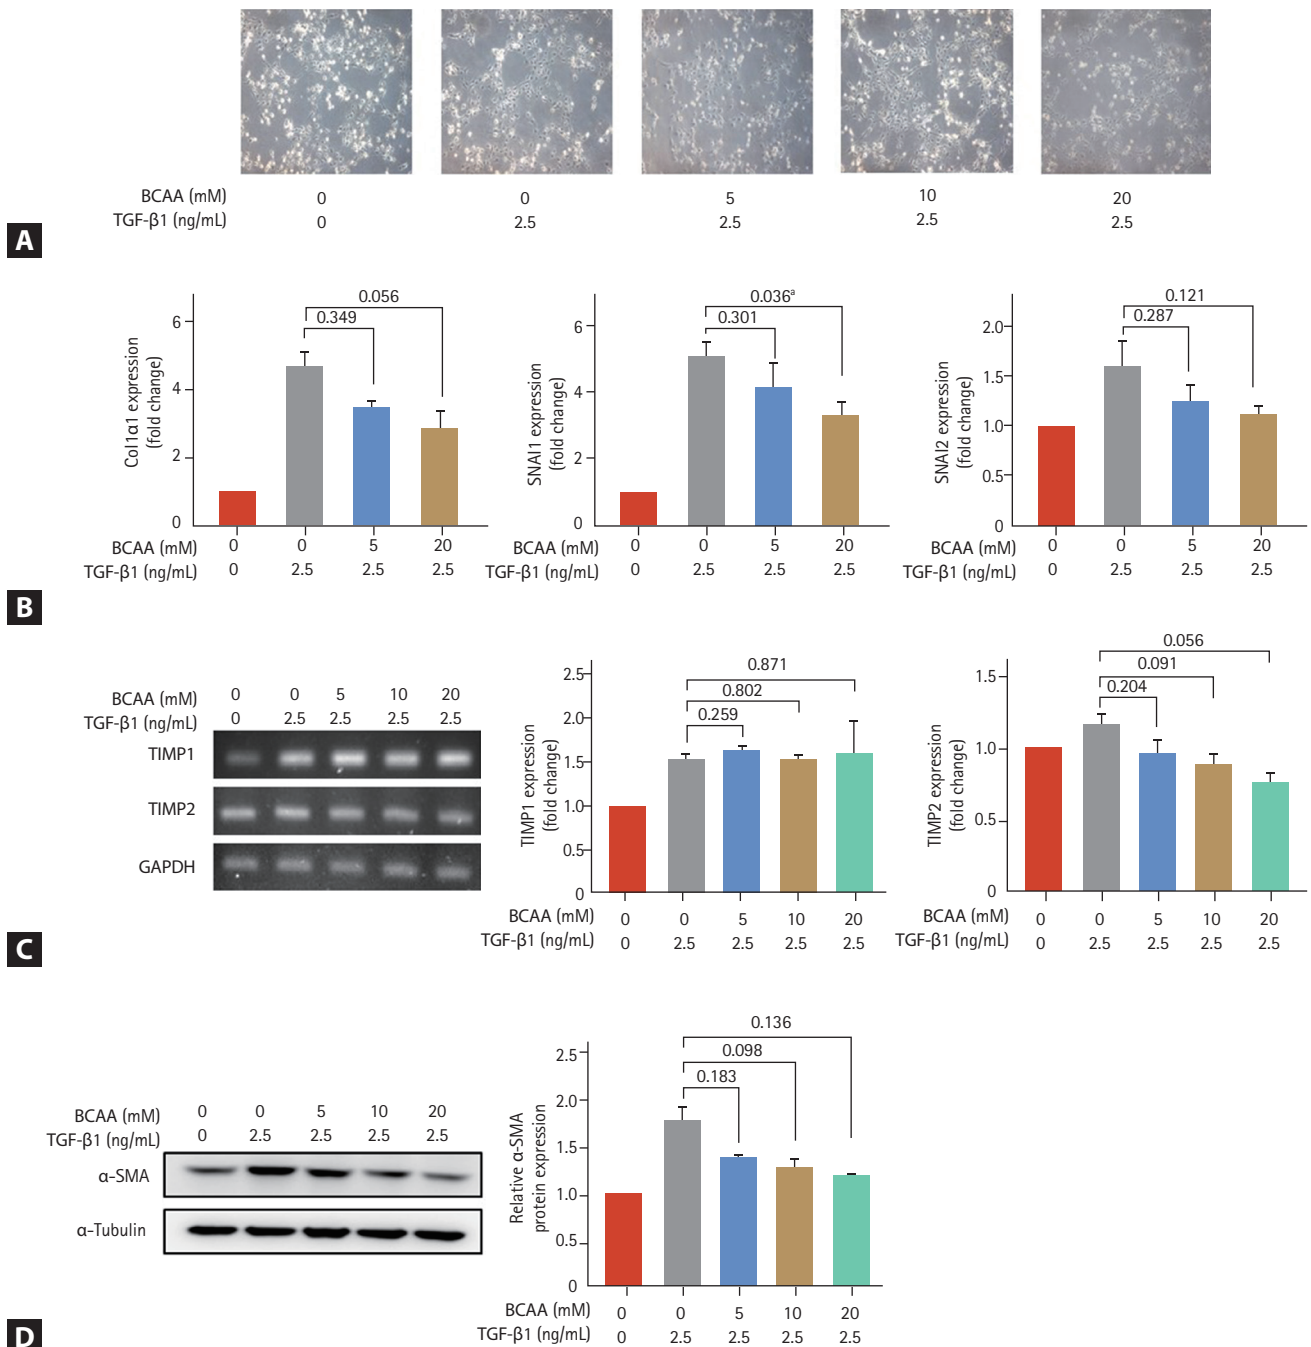 BCAA (mM) 0 0 5 10 20
TGF-β1 (ng/mL) 0 2.5 2.5 2.5 2.5
A
0.056
0.349
6
4
2
0
Col1α1 expression
(fold change)
BCAA (mM) 0 0 5 20
TGF-β1 (ng/mL) 0 2.5 2.5 2.5
0.036ᵃ
0.301
6
4
2
0
SNAI1 expression
(fold change)
BCAA (mM) 0 0 5 20
TGF-β1 (ng/mL) 0 2.5 2.5 2.5
0.121
0.287
2.0
1.5
1.0
0.5
0
SNAI2 expression
(fold change)
BCAA (mM) 0 0 5 20
TGF-β1 (ng/mL) 0 2.5 2.5 2.5
B
BCAA (mM) 0 0 5 10 20
TGF-β1 (ng/mL) 0 2.5 2.5 2.5 2.5
TIMP1
TIMP2
GAPDH
0.871
0.802
0.259
2.5
2.0
1.5
1.0
0.5
0
TIMP1 expression
(fold change)
BCAA (mM) 0 0 5 10 20
TGF-β1 (ng/mL) 0 2.5 2.5 2.5 2.5
0.056
0.091
0.204
1.5
1.0
0.5
0
TIMP2 expression
(fold change)
BCAA (mM) 0 0 5 10 20
TGF-β1 (ng/mL) 0 2.5 2.5 2.5 2.5
C
BCAA (mM) 0 0 5 10 20
TGF-β1 (ng/mL) 0 2.5 2.5 2.5 2.5
α-SMA
α-Tubulin
0.136
0.098
0.183
2.5
2.0
1.5
1.0
0.5
0
Relative α-SMA
protein expression
BCAA (mM) 0 0 5 10 20
TGF-β1 (ng/mL) 0 2.5 2.5 2.5 2.5
D